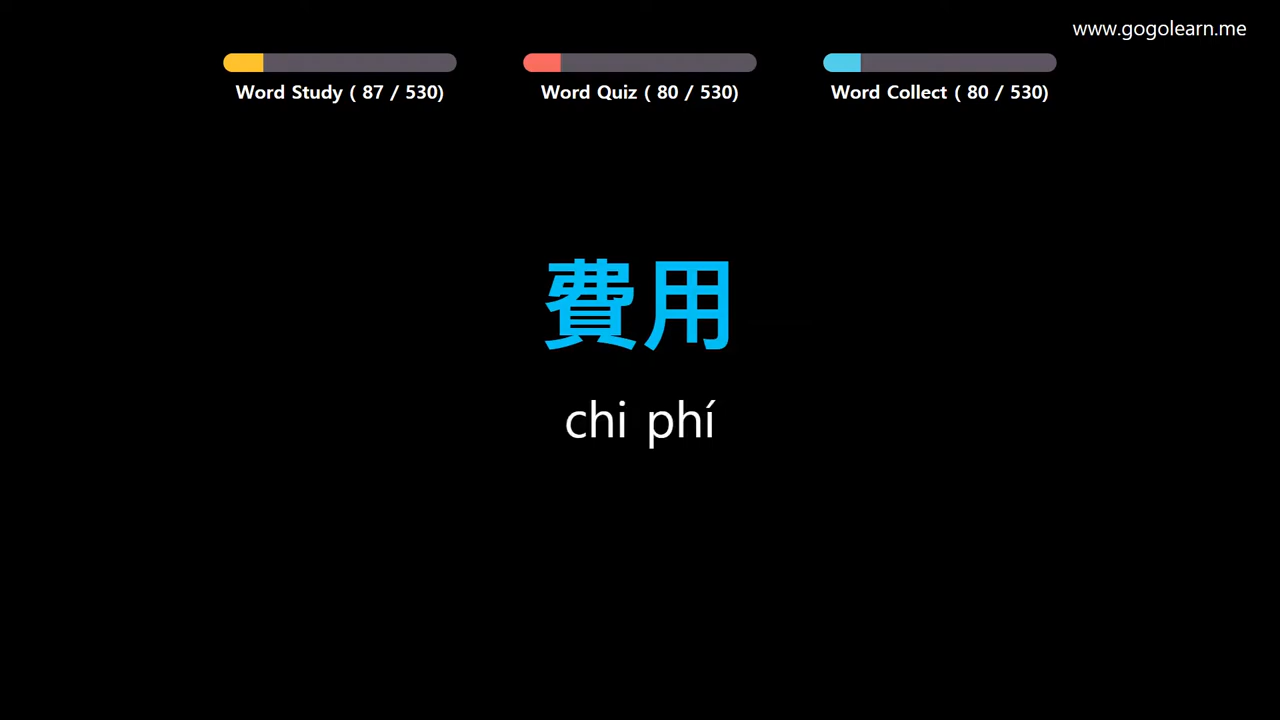 www.gogolearn.me
Word Study ( 87 / 530)
Word Quiz ( 80 / 530)
Word Collect ( 80 / 530)
費用
chi phí